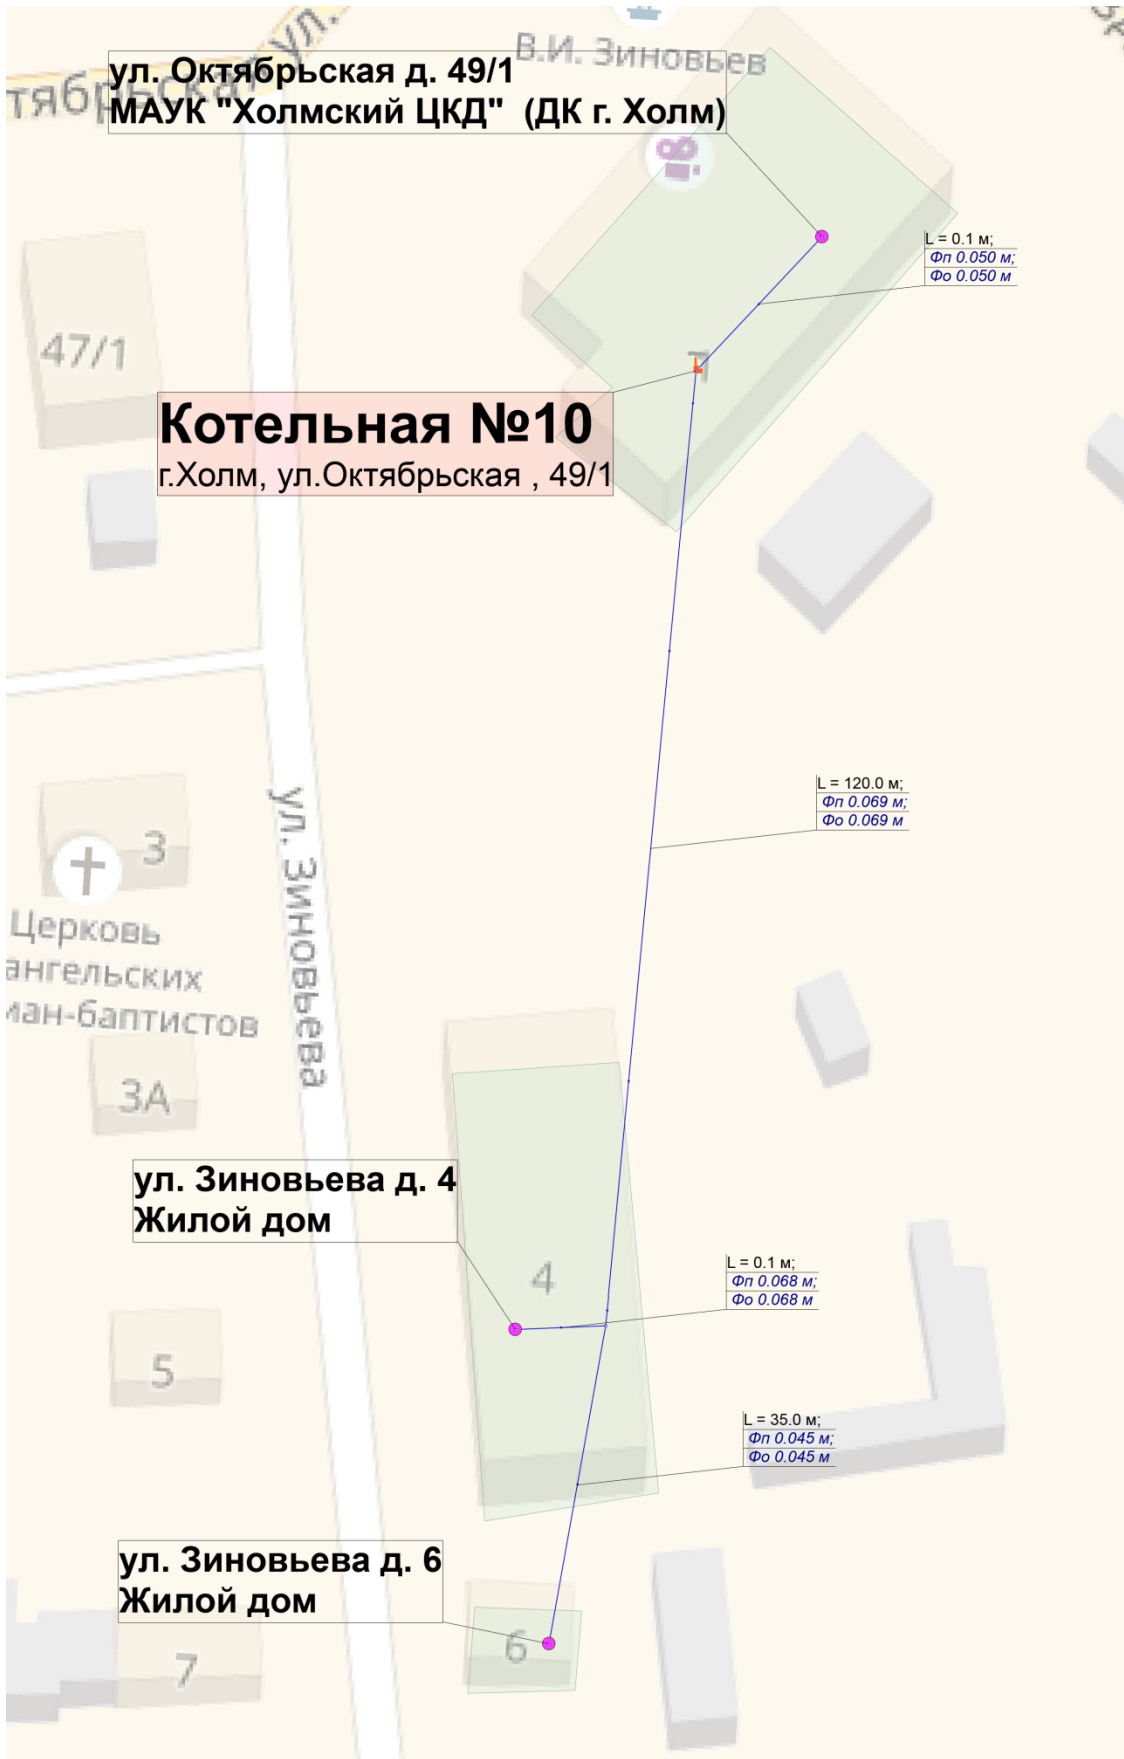 В.И. Зиновьев
ул. Октябрьская д. 49/1
МАУК "Холмский ЦКД" (ДК г. Холм)
L = 0.1 м;
Фп 0.050 м;
Фо 0.050 м
47/1
Котельная №10
г.Холм, ул.Октябрьская , 49/1
L = 120.0 м;
Фп 0.069 м;
Фо 0.069 м
ул. Зиновьева
3
Церковь
ангельских
ман-баптистов
3А
ул. Зиновьева д. 4
Жилой дом
4
L = 0.1 м;
Фп 0.068 м;
Фо 0.068 м
5
L = 35.0 м;
Фп 0.045 м;
Фо 0.045 м
ул. Зиновьева д. 6
Жилой дом
6
7